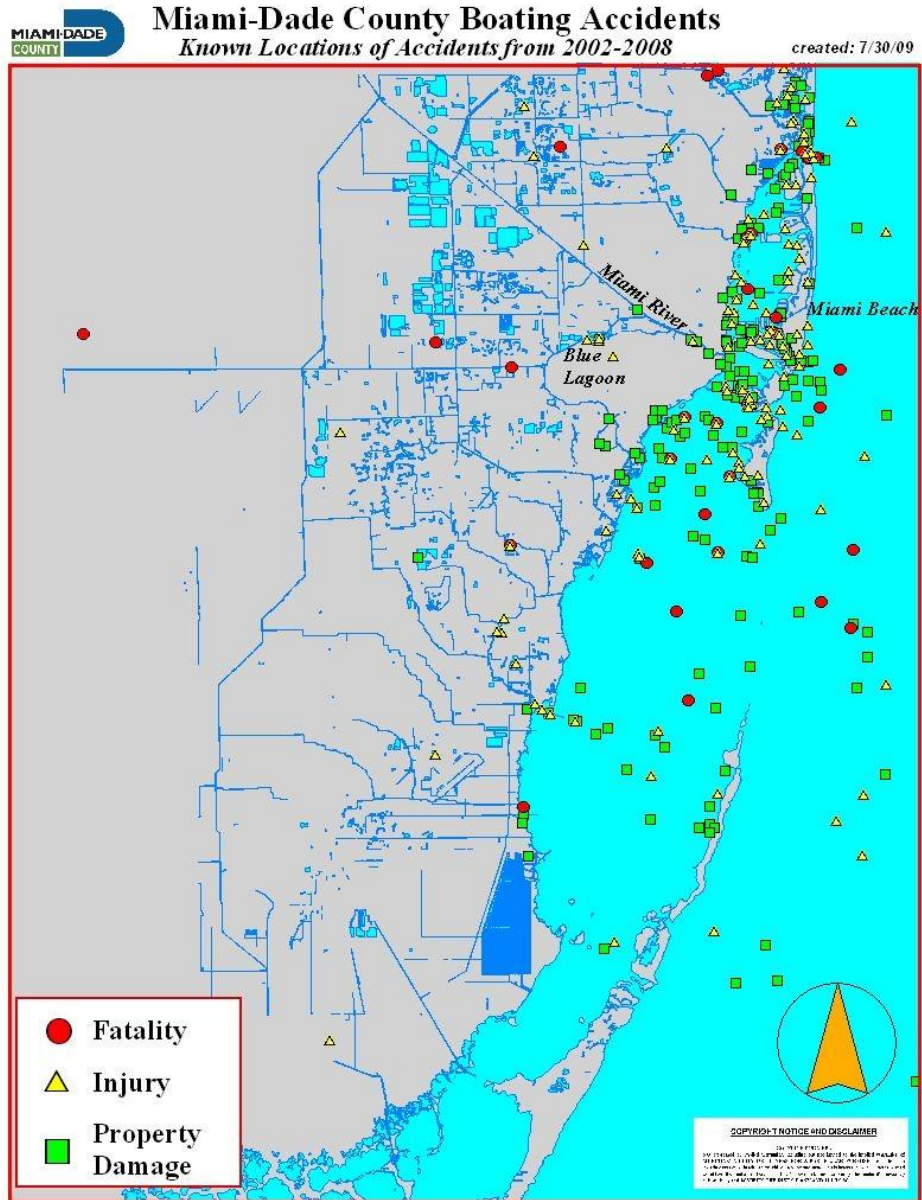 MIAMI-DADE
COUNTY
Miami-Dade County Boating Accidents
Known Locations of Accidents from 2002-2008
created: 7/30/09
Miami River
Miami Beach
Blue
Lagoon
Fatality
Injury
Property
Damage
COPYRIGHT NOTICE AND DISCLAIMER